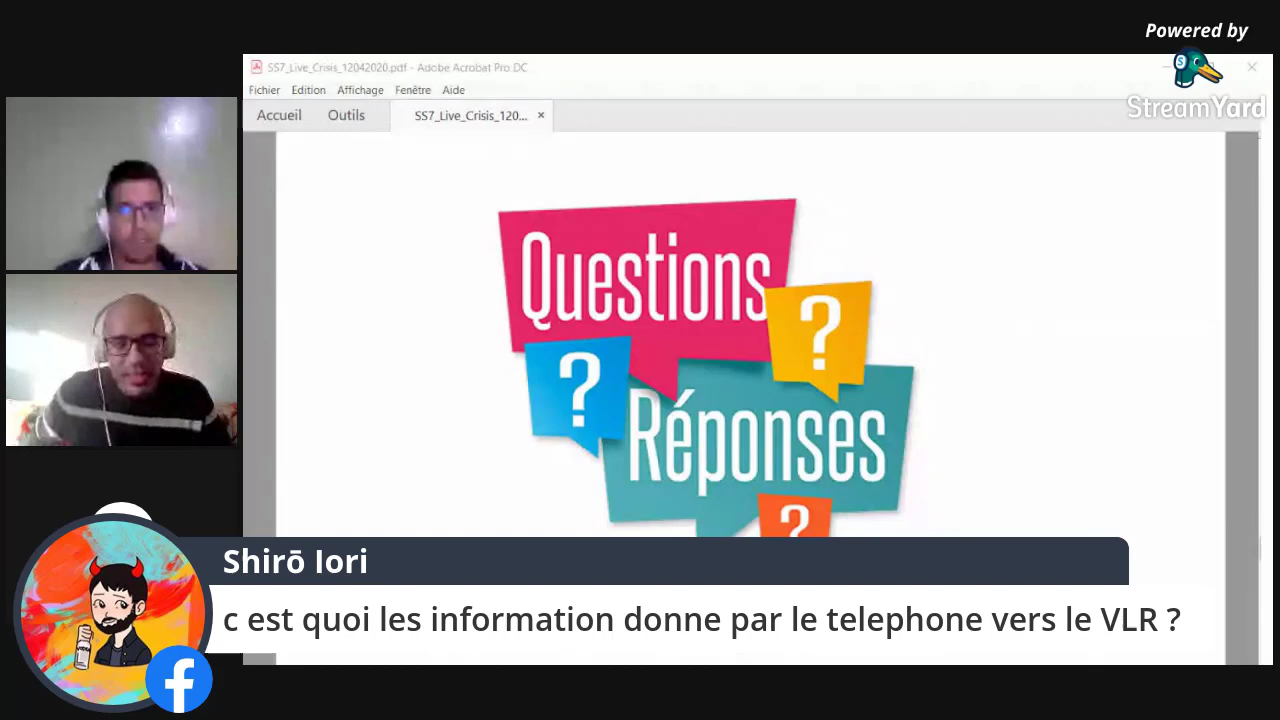 Powered by
StreamYard
SS7_Live_Crisis_12042020.pdf - Adobe Acrobat Pro DC
Fichier Edition Affichage Fenêtre Aide
Accueil Outils SS7_Live_Crisis_120... ×
Questions
?
?
Réponses
?
Shirō Iori
c est quoi les information donne par le telephone vers le VLR ?